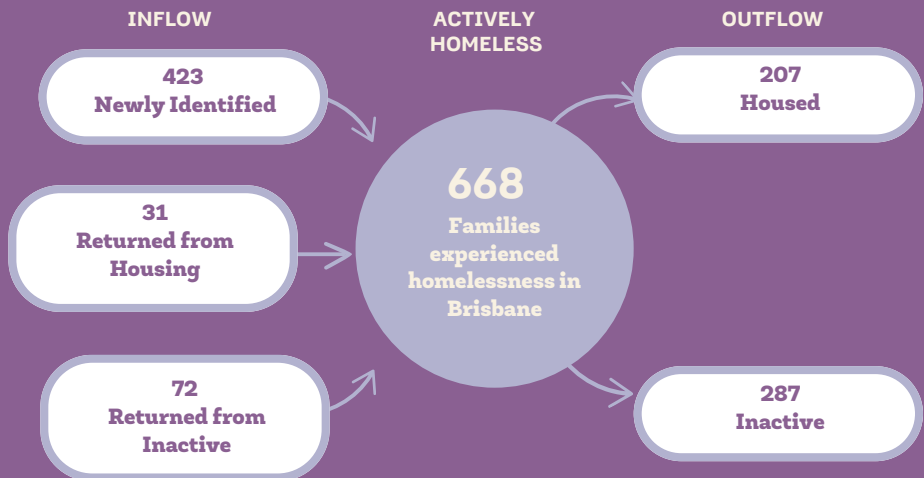 INFLOW
423
Newly Identified
31
Returned from
Housing
72
Returned from
Inactive
ACTIVELY
HOMELESS
668
Families
experienced
homelessness in
Brisbane
OUTFLOW
207
Housed
287
Inactive